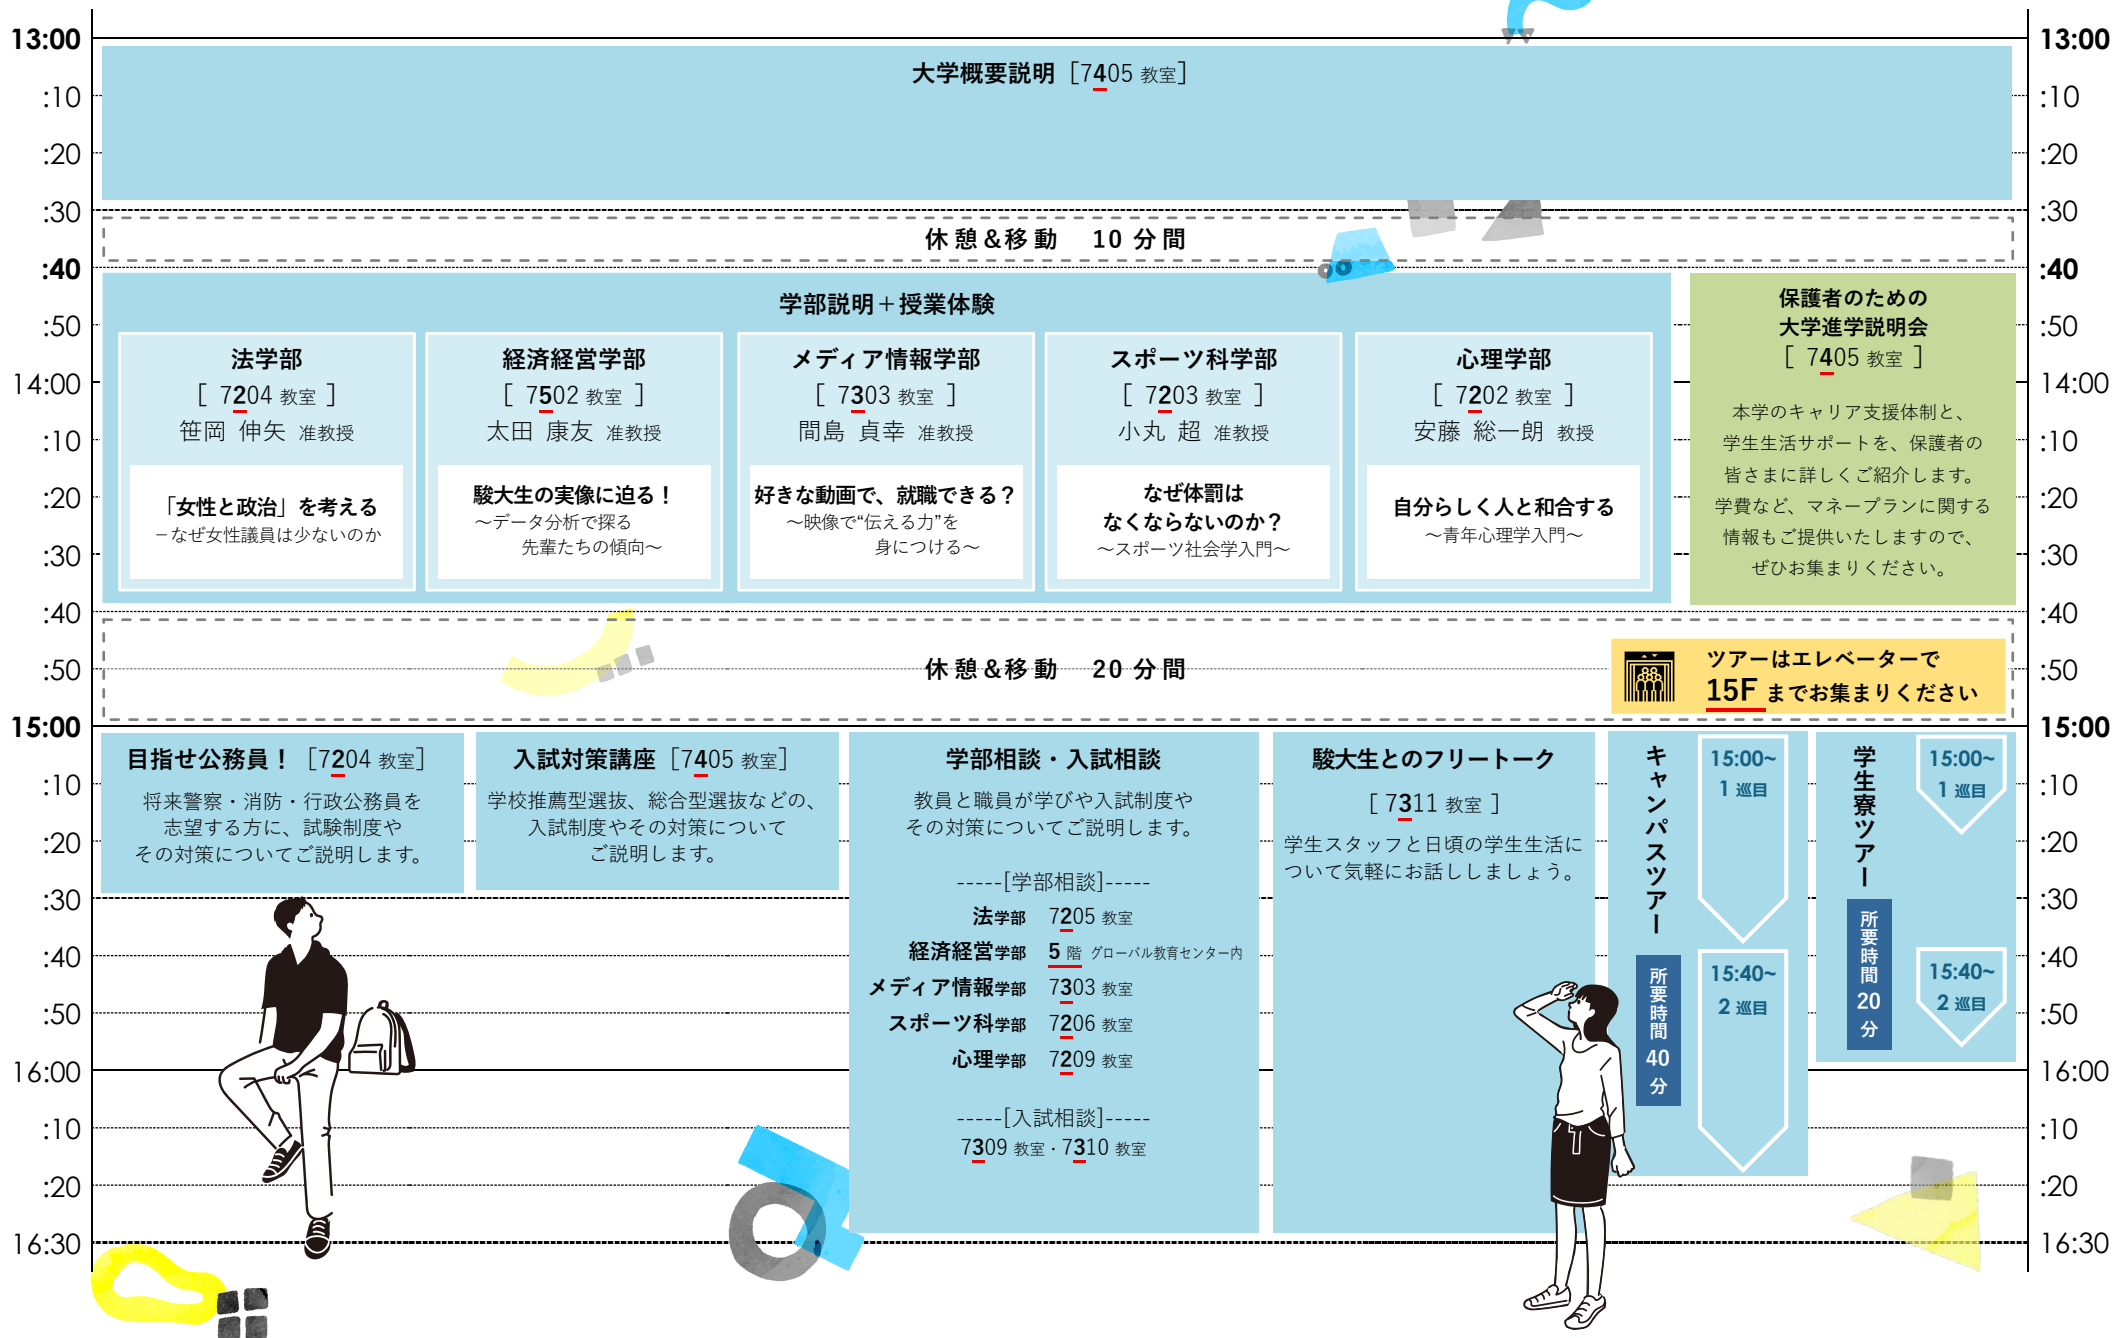 13:00
:10
:20
:30
:40
:50
14:00
:10
:20
:30
:40
:50
15:00
:10
:20
:30
:40
:50
16:00
:10
:20
16:30
大学概要説明［7405 教室］
休憩&移動　10 分間
学部説明＋授業体験
法学部
［ 7204 教室 ］
笹岡 伸矢 准教授
「女性と政治」を考える
−なぜ女性議員は少ないのか
経済経営学部
［ 7502 教室 ］
太田 康友 准教授
駿大生の実像に迫る！
〜データ分析で探る
先輩たちの傾向〜
メディア情報学部
［ 7303 教室 ］
間島 貞幸 准教授
好きな動画で、就職できる？
〜映像で“伝える力”を
身につける〜
スポーツ科学部
［ 7203 教室 ］
小丸 超 准教授
なぜ体罰は
なくならないのか？
〜スポーツ社会学入門〜
心理学部
［ 7202 教室 ］
安藤 総一朗 教授
自分らしく人と和合する
〜青年心理学入門〜
保護者のための
大学進学説明会
［ 7405 教室 ］
本学のキャリア支援体制と、
学生生活サポートを、保護者の
皆さまに詳しくご紹介します。
学費など、マネープランに関する
情報もご提供いたしますので、
ぜひお集まりください。
休憩&移動　20 分間
ツアーはエレベーターで
15F までお集まりください
目指せ公務員！［7204 教室］
将来警察・消防・行政公務員を
志望する方に、試験制度や
その対策についてご説明します。
入試対策講座［7405 教室］
学校推薦型選抜、総合型選抜などの、
入試制度やその対策について
ご説明します。
学部相談・入試相談
教員と職員が学びや入試制度や
その対策についてご説明します。
-----[学部相談]-----
法学部 7205 教室
経済経営学部 5 階 グローバル教育センター内
メディア情報学部 7303 教室
スポーツ科学部 7206 教室
心理学部 7209 教室
-----[入試相談]-----
7309 教室・7310 教室
駿大生とのフリートーク
［ 7311 教室 ］
学生スタッフと日頃の学生生活に
ついて気軽にお話ししましょう。
キャンパスツアー
所要時間 40 分
15:00~
1 巡目
15:40~
2 巡目
学生寮ツアー
所要時間 20 分
15:00~
1 巡目
15:40~
2 巡目
13:00
:10
:20
:30
:40
:50
14:00
:10
:20
:30
:40
:50
15:00
:10
:20
:30
:40
:50
16:00
:10
:20
16:30